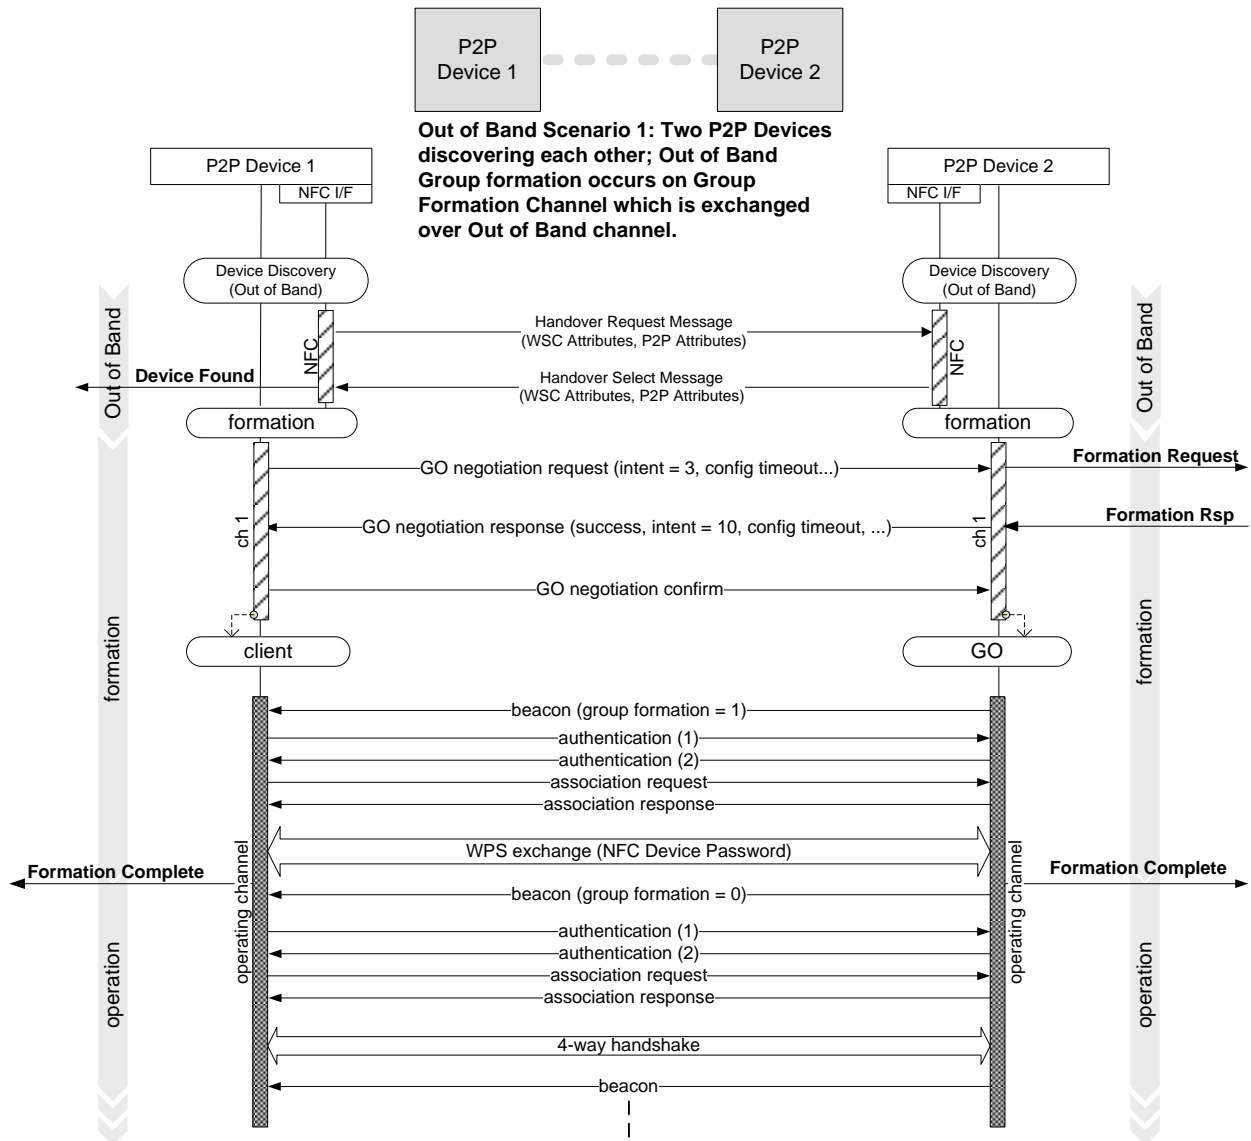 P2P
Device 1
P2P
Device 2
Out of Band Scenario 1: Two P2P Devices
discovering each other; Out of Band
Group formation occurs on Group
Formation Channel which is exchanged
over Out of Band channel.
P2P Device 1
NFC I/F
P2P Device 2
NFC I/F
Device Discovery
(Out of Band)
Device Discovery
(Out of Band)
Out of Band
NFC
Handover Request Message
(WSC Attributes, P2P Attributes)
NFC
Out of Band
Device Found
Handover Select Message
(WSC Attributes, P2P Attributes)
formation
formation
GO negotiation request (intent = 3, config timeout...)
Formation Request
ch 1
GO negotiation response (success, intent = 10, config timeout, ...)
ch 1
Formation Rsp
GO negotiation confirm
formation
client
GO
formation
beacon (group formation = 1)
authentication (1)
authentication (2)
association request
association response
WPS exchange (NFC Device Password)
Formation Complete
Formation Complete
operating channel
beacon (group formation = 0)
operating channel
operation
authentication (1)
authentication (2)
association request
association response
operation
4-way handshake
beacon